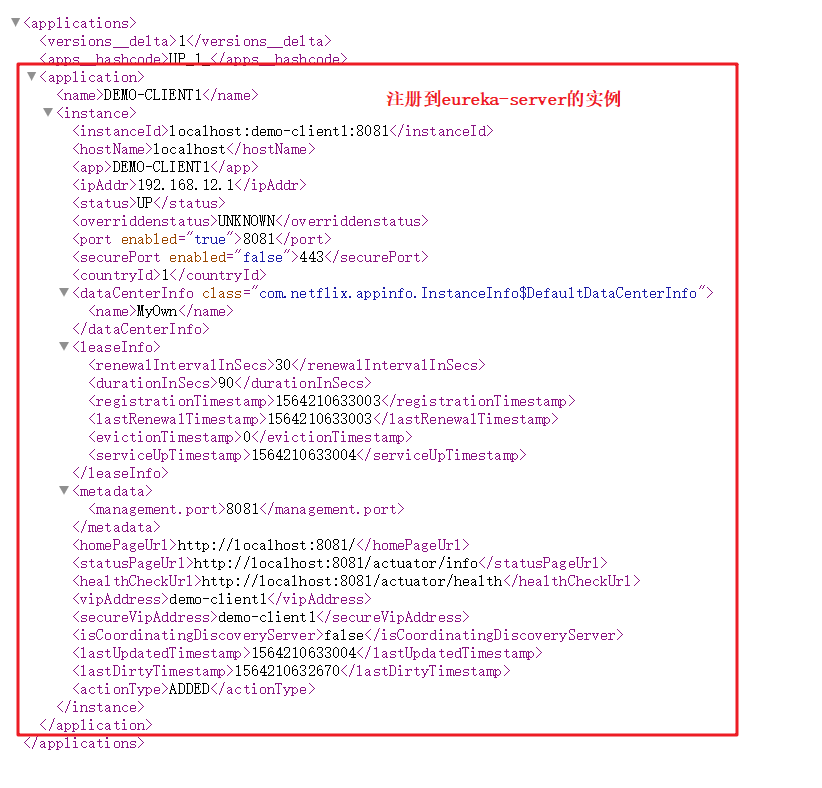 ▼<applications>
<versions__delta>1</versions__delta>
<apps__hashcode>UP_1_</apps__hashcode>
▼<application>
<name>DEMO-CLIENT1</name>
注册到eureka-server的实例
▼<instance>
<instanceId>localhost:demo-client1:8081</instanceId>
<hostName>localhost</hostName>
<app>DEMO-CLIENT1</app>
<ipAddr>192.168.12.1</ipAddr>
<status>UP</status>
<overriddenstatus>UNKNOWN</overriddenstatus>
<port enabled="true">8081</port>
<securePort enabled="false">443</securePort>
<countryId>1</countryId>
▼<dataCenterInfo class="com.netflix.appinfo.InstanceInfo$DefaultDataCenterInfo">
<name>MyOwn</name>
</dataCenterInfo>
▼<leaseInfo>
<renewalIntervalInSecs>30</renewalIntervalInSecs>
<durationInSecs>90</durationInSecs>
<registrationTimestamp>1564210633003</registrationTimestamp>
<lastRenewalTimestamp>1564210633003</lastRenewalTimestamp>
<evictionTimestamp>0</evictionTimestamp>
<serviceUpTimestamp>1564210633004</serviceUpTimestamp>
</leaseInfo>
▼<metadata>
<management.port>8081</management.port>
</metadata>
<homePageUrl>http://localhost:8081/</homePageUrl>
<statusPageUrl>http://localhost:8081/actuator/info</statusPageUrl>
<healthCheckUrl>http://localhost:8081/actuator/health</healthCheckUrl>
<vipAddress>demo-client1</vipAddress>
<secureVipAddress>demo-client1</secureVipAddress>
<isCoordinatingDiscoveryServer>false</isCoordinatingDiscoveryServer>
<lastUpdatedTimestamp>1564210633004</lastUpdatedTimestamp>
<lastDirtyTimestamp>1564210632670</lastDirtyTimestamp>
<actionType>ADDED</actionType>
</instance>
</application>
</applications>